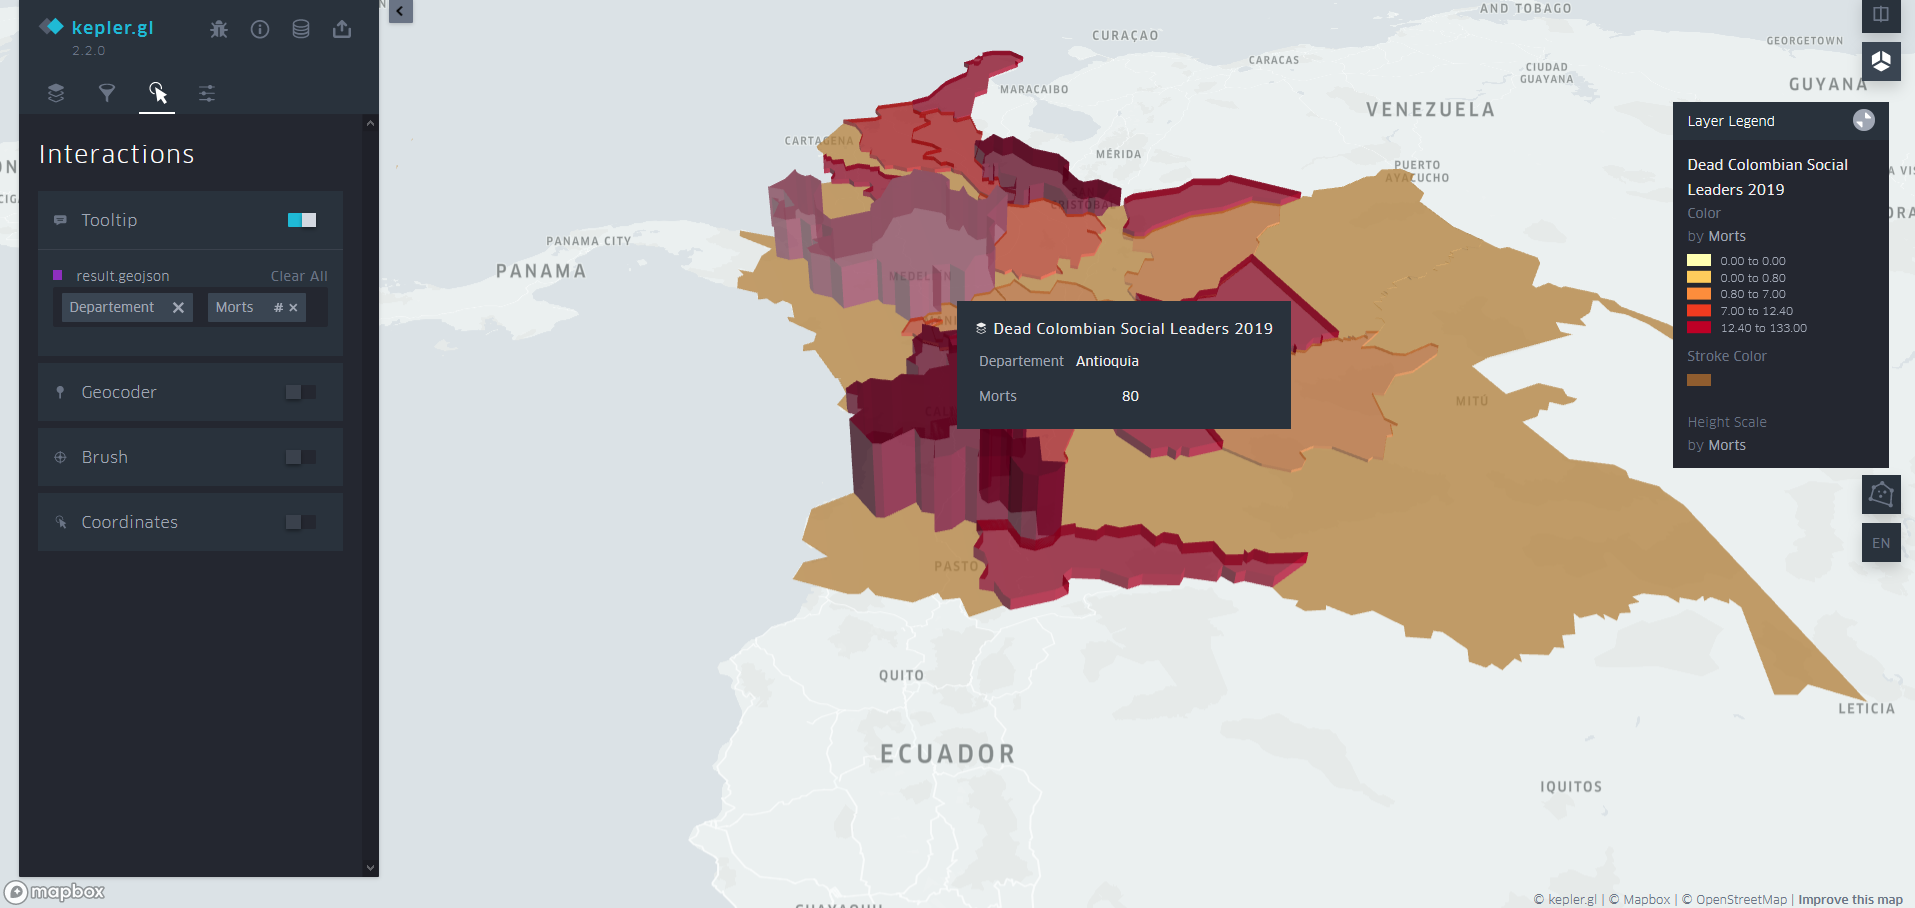 kepler.gl
2.2.0
Interactions
Tooltip
result.geojson
Clear All
Departement
Morts #
Geocoder
Brush
Coordinates
mapbox
AND TOBAGO
CURAÇAO
GEORGETOWN
CARACAS
CIUDAD
GUAYANA
MARACAIBO
GUYANA
VENEZUELA
CARTAGENA
MÉRIDA
PUERTO
AYACUCHO
CRISTÓBAL
PANAMA CITY
PANAMA
MEDELLÍN
MITÚ
PASTO
QUITO
ECUADOR
LETICIA
IQUITOS
GUAYAQUIL
Dead Colombian Social Leaders 2019
Departement Antioquia
Morts 80
Layer Legend
Dead Colombian Social
Leaders 2019
Color
by Morts
0.00 to 0.00
0.00 to 0.80
0.80 to 7.00
7.00 to 12.40
12.40 to 133.00
Stroke Color
Height Scale
by Morts
EN
© kepler.gl | © Mapbox | © OpenStreetMap | Improve this map